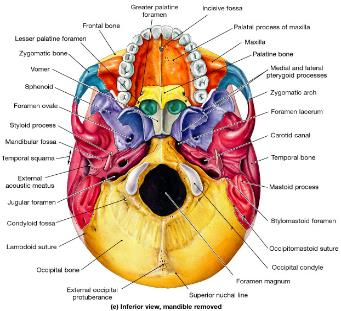 Greater palatine
foramen
Incisive fossa
Frontal bone
Palatal process of maxilla
Lesser palatine foramen
Maxilla
Zygomatic bone
Palatine bone
Vomer
Medial and lateral
pterygoid processes
Sphenoid
Zygomatic arch
Foramen ovale
Foramen lacerum
Styloid process
Carotid canal
Mandibular fossa
Temporal squama
Temporal bone
External
acoustic meatus
Mastoid process
Jugular foramen
Stylomastoid foramen
Condyloid fossa
Lamodoid suture
Occipitomastoid suture
Occipital bone
Occipital condyle
External occipital
protuberance
Foramen magnum
Superior nuchal line
(c) Inferior view, mandible removed